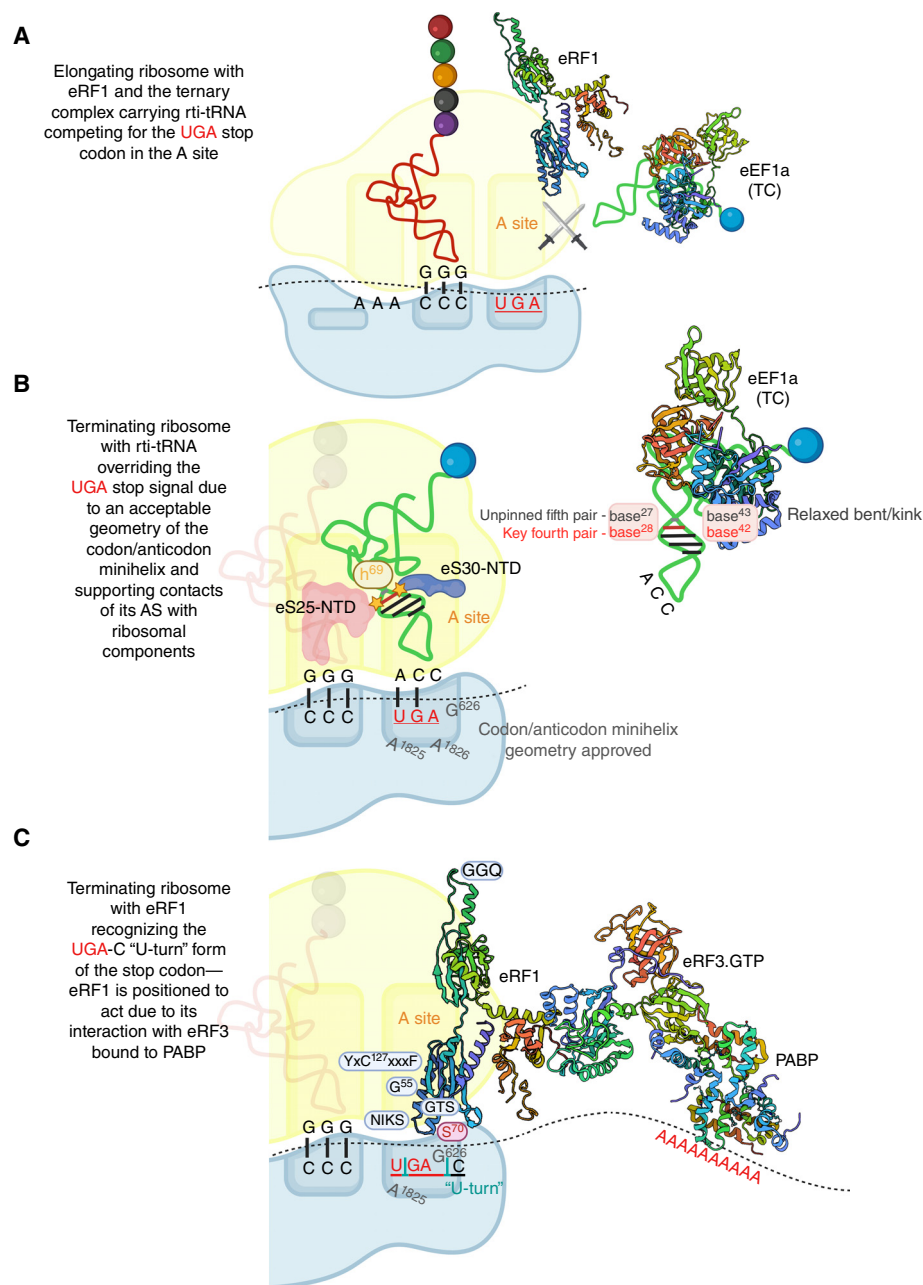 A
Elongating ribosome with
eRF1 and the ternary
complex carrying rti-tRNA
competing for the UGA stop
codon in the A site
eRF1
eEF1a
(TC)
A site
G G G
A A A
C C C
U G A
B
Terminating ribosome
with rti-tRNA
overriding the
UGA stop signal due
to an acceptable
geometry of the
codon/anticodon
minihelix and
supporting contacts
of its AS with
ribosomal
components
eEF1a
(TC)
Unpinned fifth pair - base27
Key fourth pair - base28
base43
base42
Relaxed bent/kink
A C C
h69
eS30-NTD
eS25-NTD
A site
G G G
A C C
C C C
U G A
G626
A1825
A1826
Codon/anticodon minihelix
geometry approved
C
Terminating ribosome
with eRF1
recognizing the
UGA-C “U-turn” form
of the stop codon—
eRF1 is positioned to
act due to its
interaction with eRF3
bound to PABP
GGQ
eRF1
eRF3.GTP
A site
PABP
YxC127xxxF
G55
GTS
NIKS
S70
G G G
G626
C C C
U GA C
A1825
“U-turn”
AAAAAAAAAA